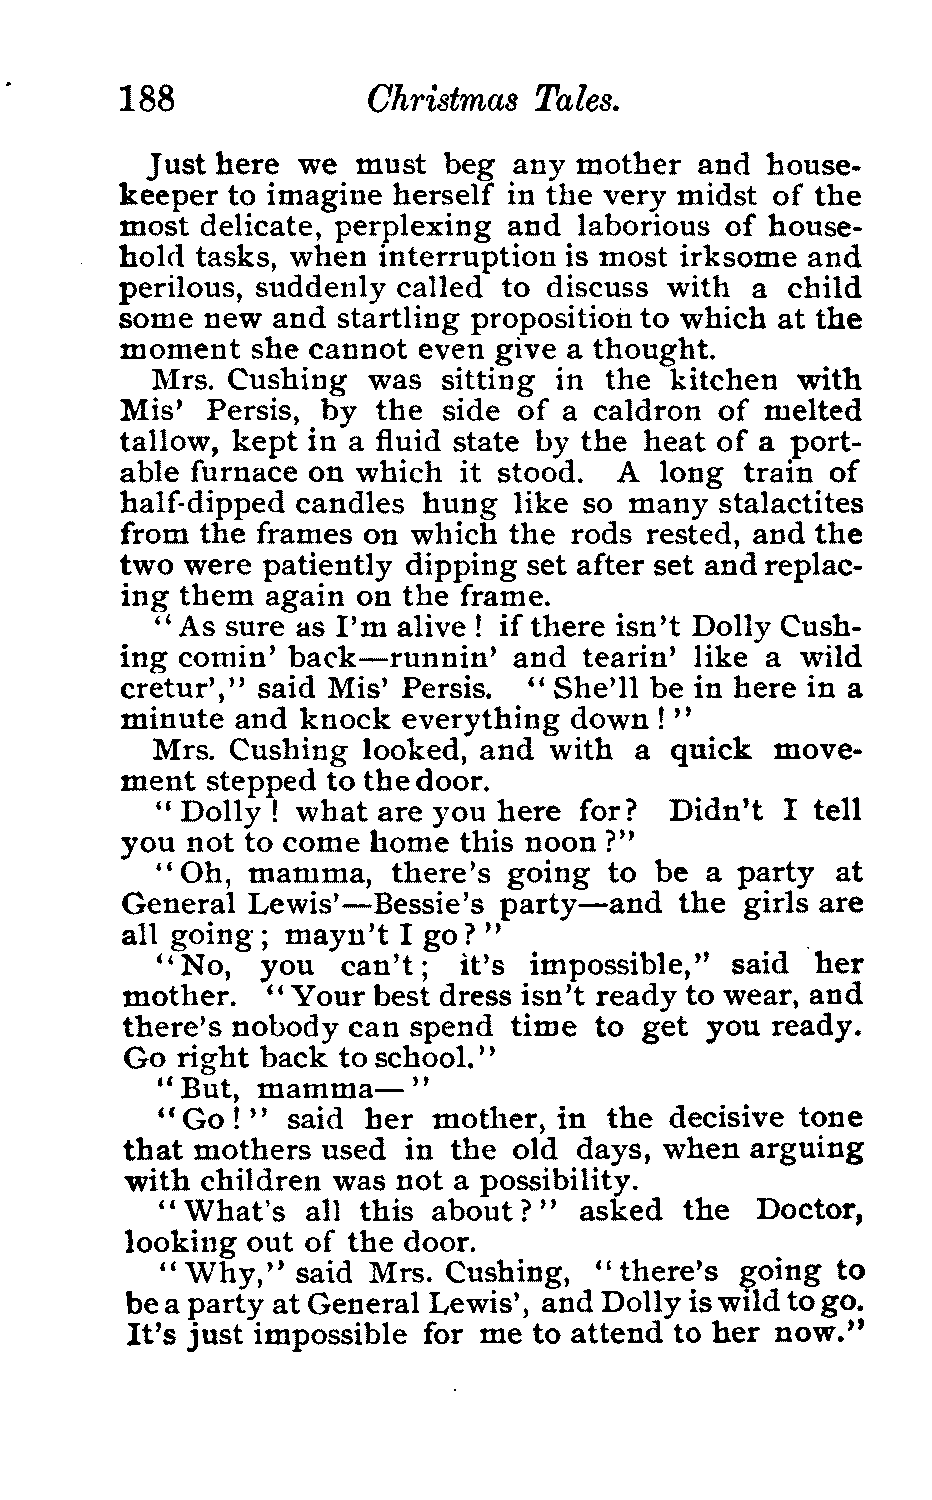 188 Christmas Tales.
Just here we must beg any mother and house-
keeper to imagine herself in the very midst of the
most delicate, perplexing and laborious of house-
hold tasks, when interruption is most irksome and
perilous, suddenly called to discuss with a child
some new and startling proposition to which at the
moment she cannot even give a thought.
Mrs. Cushing was sitting in the kitchen with
Mis' Persis, by the side of a caldron of melted
tallow, kept in a fluid state by the heat of a port-
able furnace on which it stood. A long train of
half-dipped candles hung like so many stalactites
from the frames on which the rods rested, and the
two were patiently dipping set after set and replac-
ing them again on the frame.
"As sure as I'm alive! if there isn't Dolly Cush-
ing comin' back—runnin' and tearin' like a wild
cretur'," said Mis' Persis. "She'll be in here in a
minute and knock everything down!"
Mrs. Cushing looked, and with a quick move-
ment stepped to the door.
"Dolly! what are you here for? Didn't I tell
you not to come home this noon?"
"Oh, mamma, there's going to be a party at
General Lewis'—Bessie's party—and the girls are
all going; mayn't I go?"
"No, you can't; it's impossible," said her
mother. "Your best dress isn't ready to wear, and
there's nobody can spend time to get you ready.
Go right back to school."
"But, mamma—"
"Go!" said her mother, in the decisive tone
that mothers used in the old days, when arguing
with children was not a possibility.
"What's all this about?" asked the Doctor,
looking out of the door.
"Why," said Mrs. Cushing, "there's going to
be a party at General Lewis', and Dolly is wild to go.
It's just impossible for me to attend to her now."